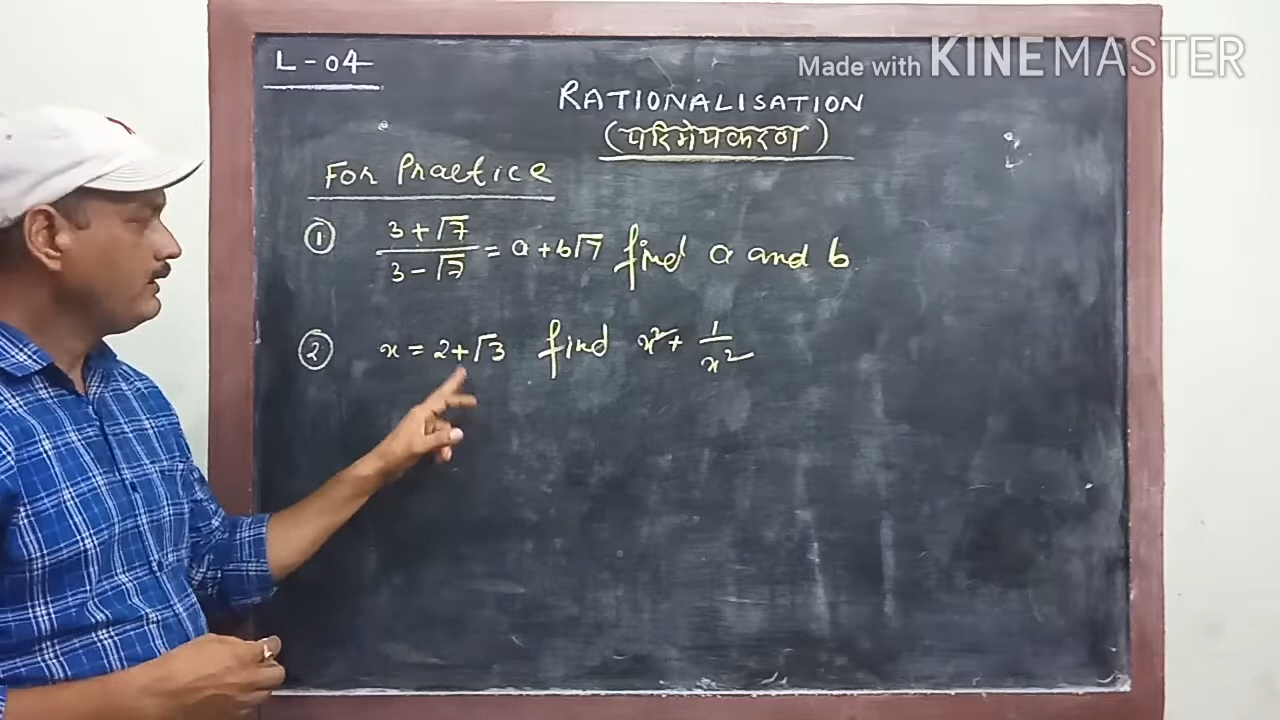 L-04
Made with KINEMASTER
RATIONALISATION
(परिमेयकरण)
For Practice
① 3+√7 / 3-√7 = a+b√7 find a and b
② x = 2+√3 find x²+ 1/x²